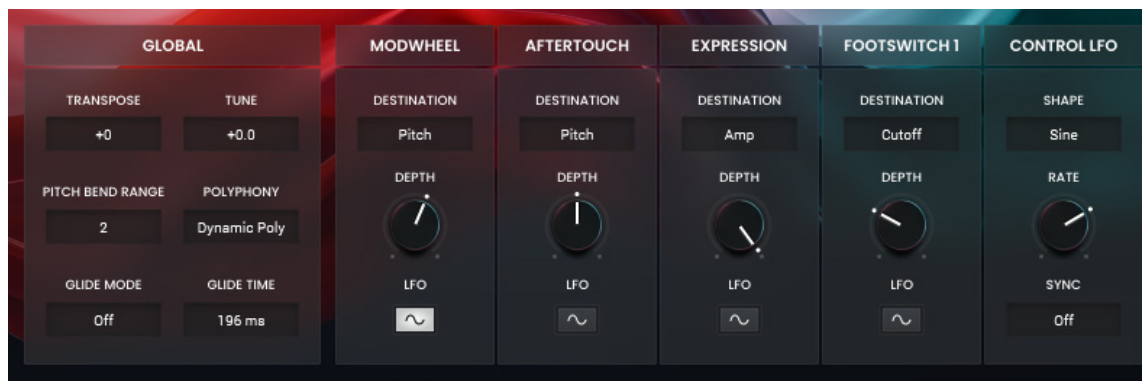 GLOBAL
TRANSPOSE TUNE
+0 +0.0
PITCH BEND RANGE POLYPHONY
2 Dynamic Poly
GLIDE MODE GLIDE TIME
Off 196 ms
MODWHEEL
DESTINATION
Pitch
DEPTH
LFO
AFTERTOUCH
DESTINATION
Pitch
DEPTH
LFO
EXPRESSION
DESTINATION
Amp
DEPTH
LFO
FOOTSWITCH 1
DESTINATION
Cutoff
DEPTH
LFO
CONTROL LFO
SHAPE
Sine
RATE
SYNC
Off